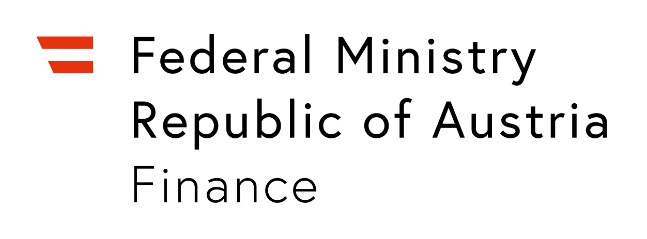 Federal Ministry
Republic of Austria
Finance